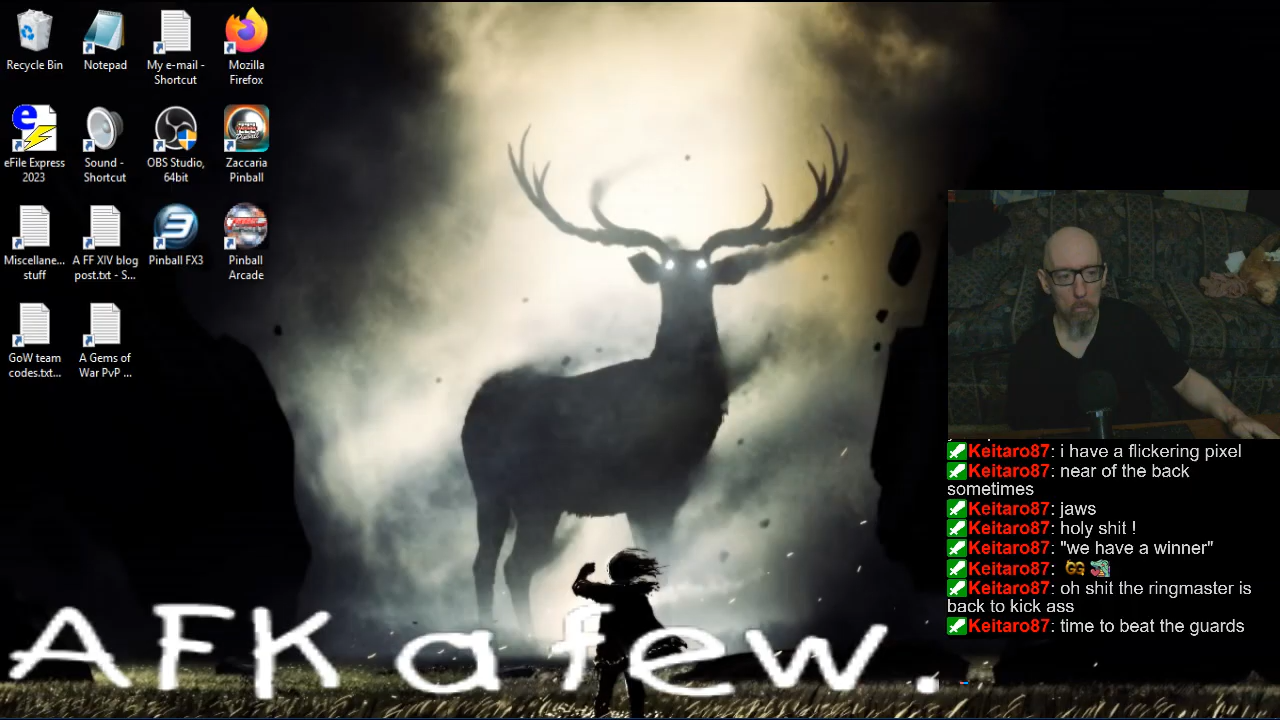 Recycle Bin
Notepad
My e-mail -
Shortcut
Mozilla
Firefox
eFile Express
2023
Sound -
Shortcut
OBS Studio,
64bit
Zaccaria
Pinball
Miscellane...
stuff
A FF XIV blog
post.txt - S...
Pinball FX3
Pinball
Arcade
GoW team
codes.txt...
A Gems of
War PvP ...
AFK a few.
Keitaro87: i have a flickering pixel
Keitaro87: near of the back
sometimes
Keitaro87: jaws
Keitaro87: holy shit !
Keitaro87: "we have a winner"
Keitaro87:
Keitaro87: oh shit the ringmaster is
back to kick ass
Keitaro87: time to beat the guards